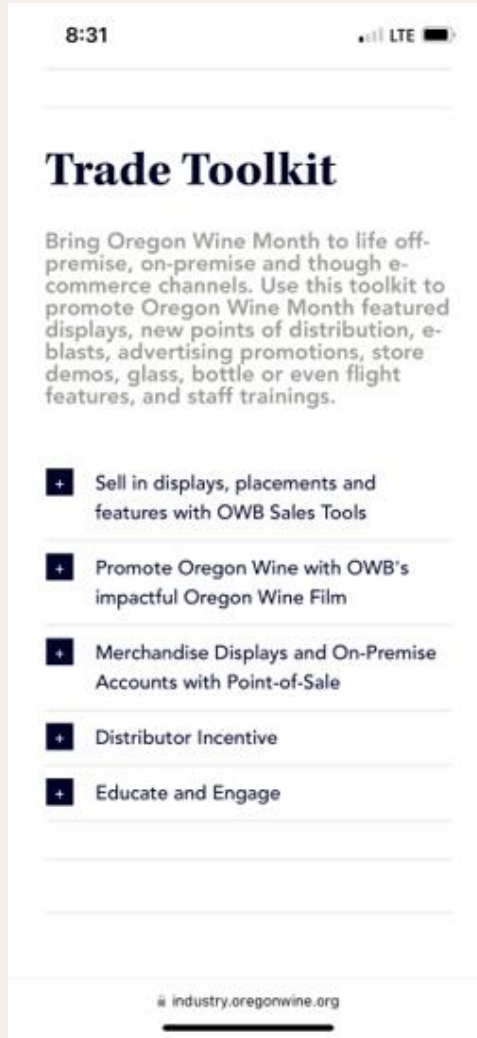 8:31
LTE
Trade Toolkit
Bring Oregon Wine Month to life off-
premise, on-premise and though e-
commerce channels. Use this toolkit to
promote Oregon Wine Month featured
displays, new points of distribution, e-
blasts, advertising promotions, store
demos, glass, bottle or even flight
features, and staff trainings.
+ Sell in displays, placements and
features with OWB Sales Tools
+ Promote Oregon Wine with OWB's
impactful Oregon Wine Film
+ Merchandise Displays and On-Premise
Accounts with Point-of-Sale
+ Distributor Incentive
+ Educate and Engage
industry.oregonwine.org